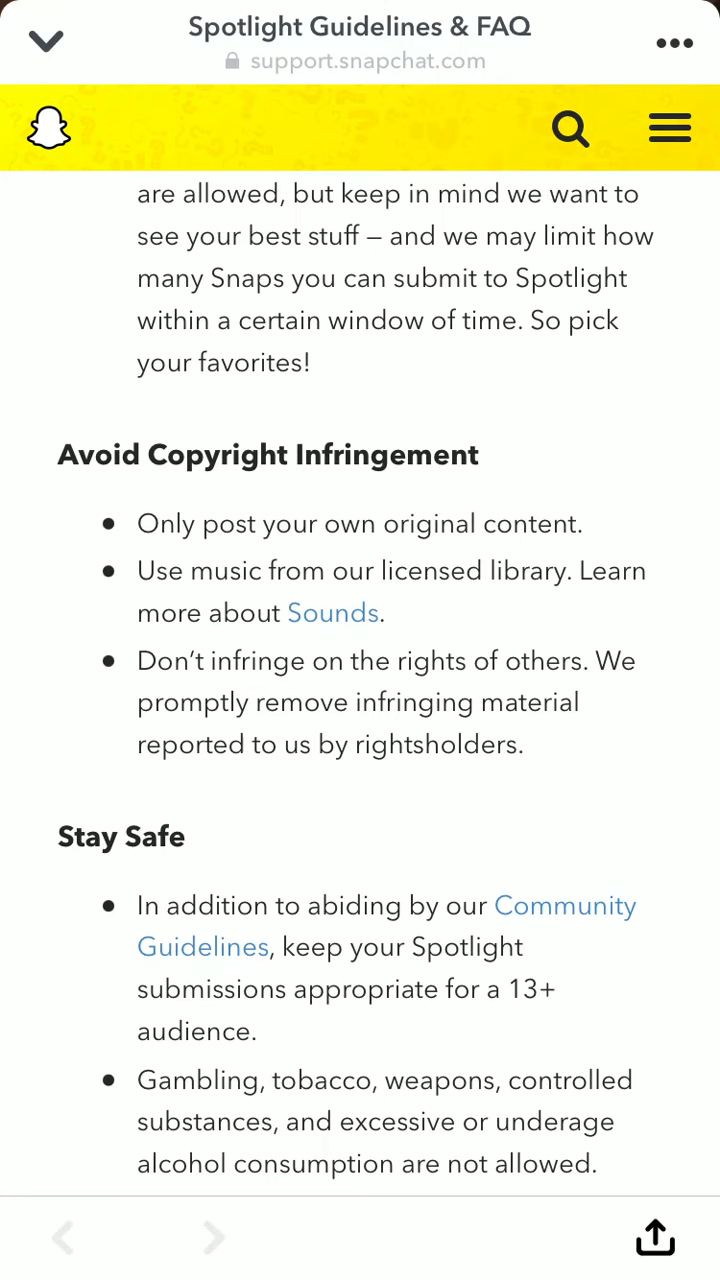 Spotlight Guidelines & FAQ
support.snapchat.com
are allowed, but keep in mind we want to
see your best stuff – and we may limit how
many Snaps you can submit to Spotlight
within a certain window of time. So pick
your favorites!
Avoid Copyright Infringement
• Only post your own original content.
• Use music from our licensed library. Learn
more about Sounds.
• Don’t infringe on the rights of others. We
promptly remove infringing material
reported to us by rightsholders.
Stay Safe
• In addition to abiding by our Community
Guidelines, keep your Spotlight
submissions appropriate for a 13+
audience.
• Gambling, tobacco, weapons, controlled
substances, and excessive or underage
alcohol consumption are not allowed.